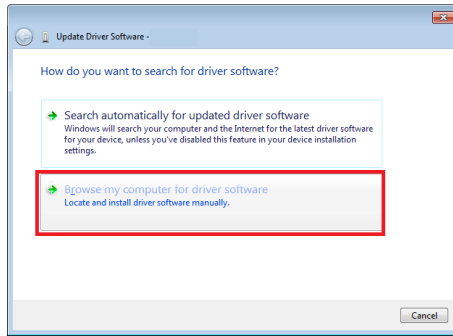 Update Driver Software -
How do you want to search for driver software?
Search automatically for updated driver software
Windows will search your computer and the Internet for the latest driver software
for your device, unless you've disabled this feature in your device installation
settings.
Browse my computer for driver software
Locate and install driver software manually.
Cancel